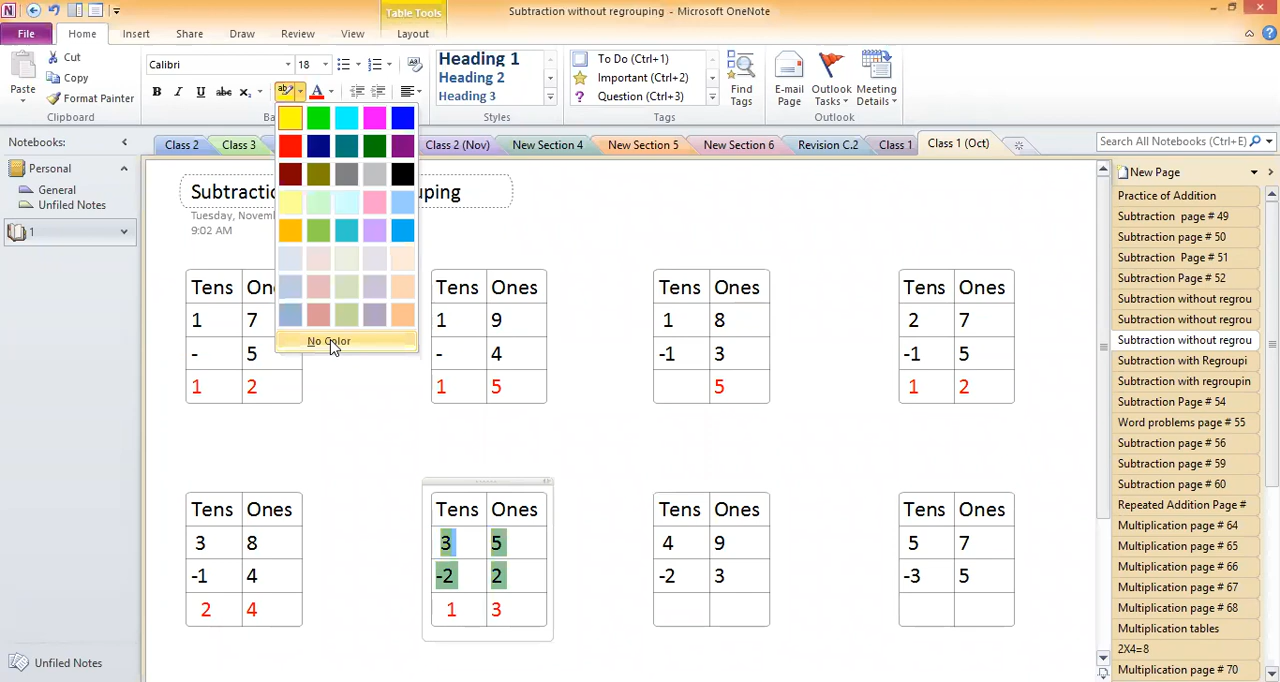 Subtraction without regrouping - Microsoft OneNote
Table Tools
File Home Insert Share Draw Review View Layout
Cut
Copy
Format Painter
Paste
Clipboard
Calibri 18
B I U abc x₂ ab A
Ba
Heading 1
Heading 2
Heading 3
Styles
To Do (Ctrl+1)
Important (Ctrl+2)
? Question (Ctrl+3)
Tags
Find
Tags
E-mail
Page
Outlook
Tasks
Meeting
Details
Outlook
Notebooks:
Personal
General
Unfiled Notes
1
Unfiled Notes
Class 2 Class 3 Class 2 (Nov) New Section 4 New Section 5 New Section 6 Revision C.2 Class 1 Class 1 (Oct)
Search All Notebooks (Ctrl+E)
Subtractio grouping
Tuesday, Novem
9:02 AM
No Color
Tens Ones
1 7
- 5
1 2
Tens Ones
1 9
- 4
1 5
Tens Ones
1 8
-1 3
5
Tens Ones
2 7
-1 5
1 2
Tens Ones
3 8
-1 4
2 4
Tens Ones
3 5
-2 2
1 3
Tens Ones
4 9
-2 3
Tens Ones
5 7
-3 5
New Page
Practice of Addition
Subtraction page # 49
Subtraction page # 50
Subtraction Page # 51
Subtraction Page # 52
Subtraction without regrou
Subtraction without regrou
Subtraction without regrou
Subtraction with Regroupi
Subtraction with regroupin
Subtraction Page # 54
Word problems page # 55
Subtraction page # 56
Subtraction page # 59
Subtraction page # 60
Repeated Addition Page #
Multiplication page # 64
Multiplication page # 65
Multiplication page # 66
Multiplication page # 67
Multiplication page # 68
Multiplication tables
2X4=8
Multiplication page # 70